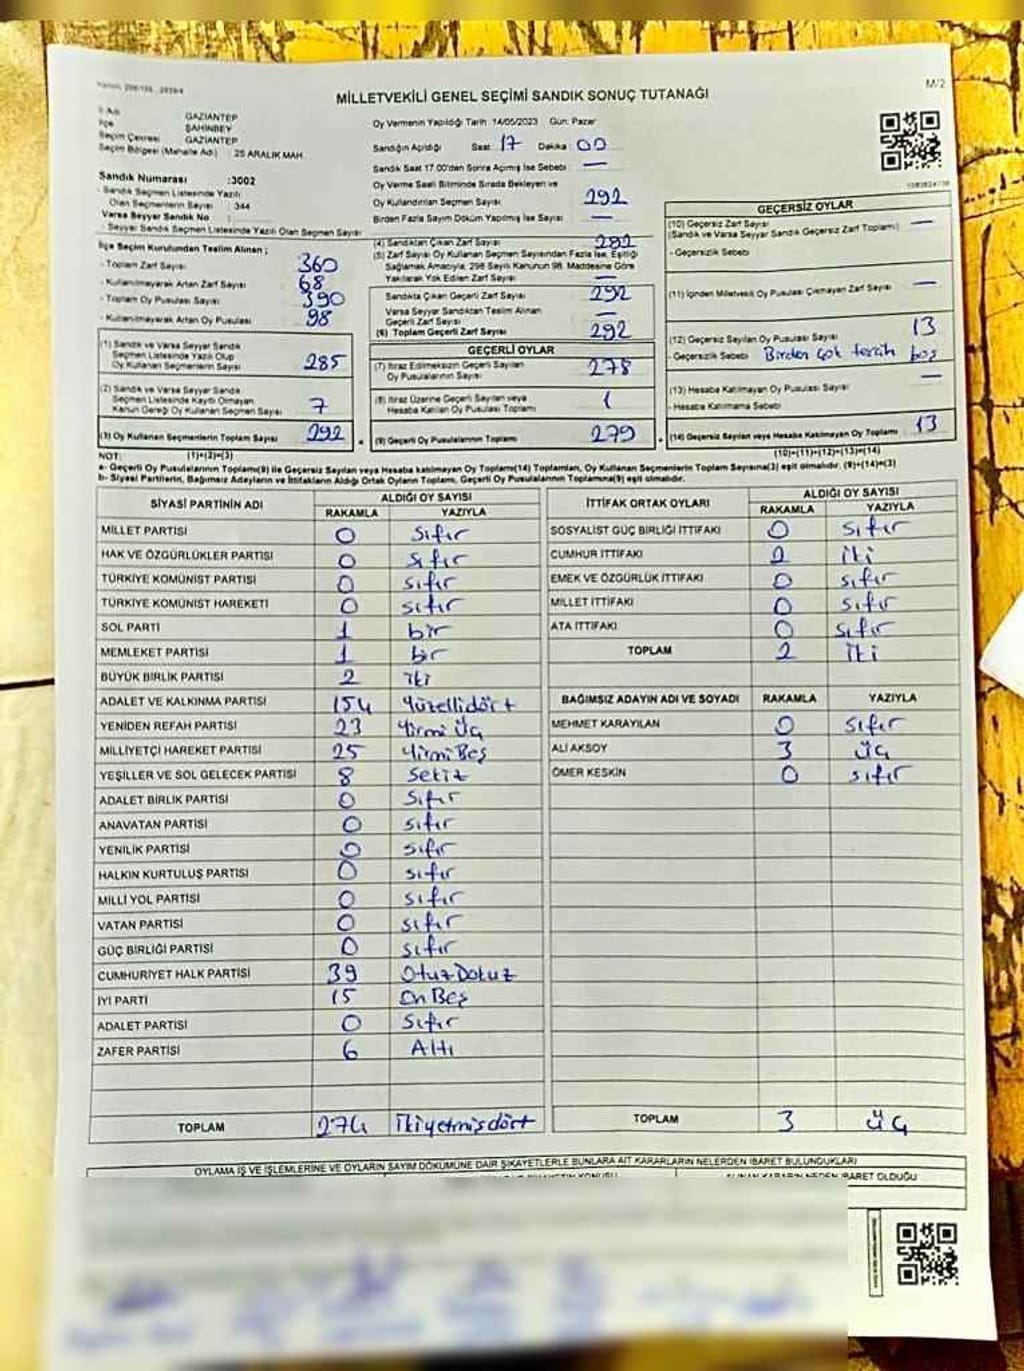 M/2
MİLLETVEKİLİ GENEL SEÇİMİ SANDIK SONUÇ TUTANAĞI
İl Adı GAZİANTEP
İlçe ŞAHİNBEY
Seçim Çevresi GAZİANTEP
Seçim Bölgesi (Mahalle Adı) : 25 ARALIK MAH.
Oy Vermenin Yapıldığı Tarih: 14/05/2023 Gün: Pazar
Sandığın Açıldığı Saat: 17 Dakika: 00
Sandık Saat 17.00'dan Sonra Açılmış İse Sebebi —
Sandık Numarası :3002
- Sandık Seçmen Listesinde Yazılı
Olan Seçmenlerin Sayısı : 344
Varsa Seyyar Sandık No :
- Seyyar Sandık Seçmen Listesinde Yazılı Olan Seçmen Sayısı
Oy Verme Saati Bitiminde Sırada Bekleyen ve
Oy Kullandırılan Seçmen Sayısı 292
Birden Fazla Sayım Döküm Yapılmış İse Sayısı —
İlçe Seçim Kurulundan Teslim Alınan ;
- Toplam Zarf Sayısı 360
- Kullanılmayarak Artan Zarf Sayısı 68
- Toplam Oy Pusulası Sayısı 390
- Kullanılmayarak Artan Oy Pusulası 98
(4) Sandıktan Çıkan Zarf Sayısı 292
(5) Zarf Sayısı Oy Kullanan Seçmen Sayısından Fazla İse, Eşitliği
Sağlamak Amacıyla, 298 Sayılı Kanunun 98. Maddesine Göre
Yakılarak Yok Edilen Zarf Sayısı —
Sandıkta Çıkan Geçerli Zarf Sayısı 292
Varsa Seyyar Sandıktan Teslim Alınan
Geçerli Zarf Sayısı —
(6) Toplam Geçerli Zarf Sayısı 292
GEÇERSİZ OYLAR
(10) Geçersiz Zarf Sayısı —
(Sandık ve Varsa Seyyar Sandık Geçersiz Zarf Toplamı)
- Geçersizlik Sebebi
(11) İçinden Milletvekili Oy Pusulası Çıkmayan Zarf Sayısı —
(12) Geçersiz Sayılan Oy Pusulası Sayısı 13
- Geçersizlik Sebebi Birden çok tercih boş
(13) Hesaba Katılmayan Oy Pusulası Sayısı —
- Hesaba Katılmama Sebebi
(14) Geçersiz Sayılan veya Hesaba Katılmayan Oy Toplamı 13
(10)+(11)+(12)+(13)=(14)
(1) Sandık ve Varsa Seyyar Sandık
Seçmen Listesinde Yazılı Olup
Oy Kullanan Seçmenlerin Sayısı 285
(2) Sandık ve Varsa Seyyar Sandık
Seçmen Listesinde Kayıtlı Olmayan
Kanun Gereği Oy Kullanan Seçmen Sayısı 7
(3) Oy Kullanan Seçmenlerin Toplam Sayısı 292
GEÇERLİ OYLAR
(7) İtiraz Edilmeksizin Geçerli Sayılan
Oy Pusulalarının Sayısı 278
(8) İtiraz Üzerine Geçerli Sayılan veya
Hesaba Katılan Oy Pusulası Toplamı 1
(9) Geçerli Oy Pusulalarının Toplamı 279
NOT: (1)+(2)=(3)
a- Geçerli Oy Pusulalarının Toplamı(9) ile Geçersiz Sayılan veya Hesaba katılmayan Oy Toplamı(14) Toplamları, Oy Kullanan Seçmenlerin Toplam Sayısına(3) eşit olmalıdır. (9)+(14)=(3)
b- Siyasi Partilerin, Bağımsız Adayların ve İttifakların Aldığı Ortak Oyların Toplamı, Geçerli Oy Pusulalarının Toplamına(9) eşit olmalıdır.
SİYASİ PARTİNİN ADI ALDIĞI OY SAYISI
RAKAMLA YAZIYLA
MİLLET PARTİSİ 0 Sıfır
HAK VE ÖZGÜRLÜKLER PARTİSİ 0 Sıfır
TÜRKİYE KOMÜNİST PARTİSİ 0 sıfır
TÜRKİYE KOMÜNİST HAREKETİ 0 sıfır
SOL PARTİ 1 bir
MEMLEKET PARTİSİ 1 bir
BÜYÜK BİRLİK PARTİSİ 2 iki
ADALET VE KALKINMA PARTİSİ 154 Yüzellidört
YENİDEN REFAH PARTİSİ 23 Yirmi Üç
MİLLİYETÇİ HAREKET PARTİSİ 25 Yirmi Beş
YEŞİLLER VE SOL GELECEK PARTİSİ 8 Sekiz
ADALET BİRLİK PARTİSİ 0 Sıfır
ANAVATAN PARTİSİ 0 sıfır
YENİLİK PARTİSİ 0 sıfır
HALKIN KURTULUŞ PARTİSİ 0 sıfır
MİLLİ YOL PARTİSİ 0 sıfır
VATAN PARTİSİ 0 sıfır
GÜÇ BİRLİĞİ PARTİSİ 0 sıfır
CUMHURİYET HALK PARTİSİ 39 Otuz Dokuz
İYİ PARTİ 15 On Beş
ADALET PARTİSİ 0 Sıfır
ZAFER PARTİSİ 6 Altı
TOPLAM 274 İkiyetmişdört
İTTİFAK ORTAK OYLARI ALDIĞI OY SAYISI
RAKAMLA YAZIYLA
SOSYALİST GÜÇ BİRLİĞİ İTTİFAKI 0 Sıfır
CUMHUR İTTİFAKI 2 iki
EMEK VE ÖZGÜRLÜK İTTİFAKI 0 sıfır
MİLLET İTTİFAKI 0 sıfır
ATA İTTİFAKI 0 sıfır
TOPLAM 2 iki
BAĞIMSIZ ADAYIN ADI VE SOYADI RAKAMLA YAZIYLA
MEHMET KARAYILAN 0 sıfır
ALİ AKSOY 3 üç
ÖMER KESKİN 0 sıfır
TOPLAM 3 üç
OYLAMA İŞ VE İŞLEMLERİNE VE OYLARIN SAYIM DÖKÜMÜNE DAİR ŞİKAYETLERLE BUNLARA AİT KARARLARIN NELERDEN İBARET BULUNDUKLARI